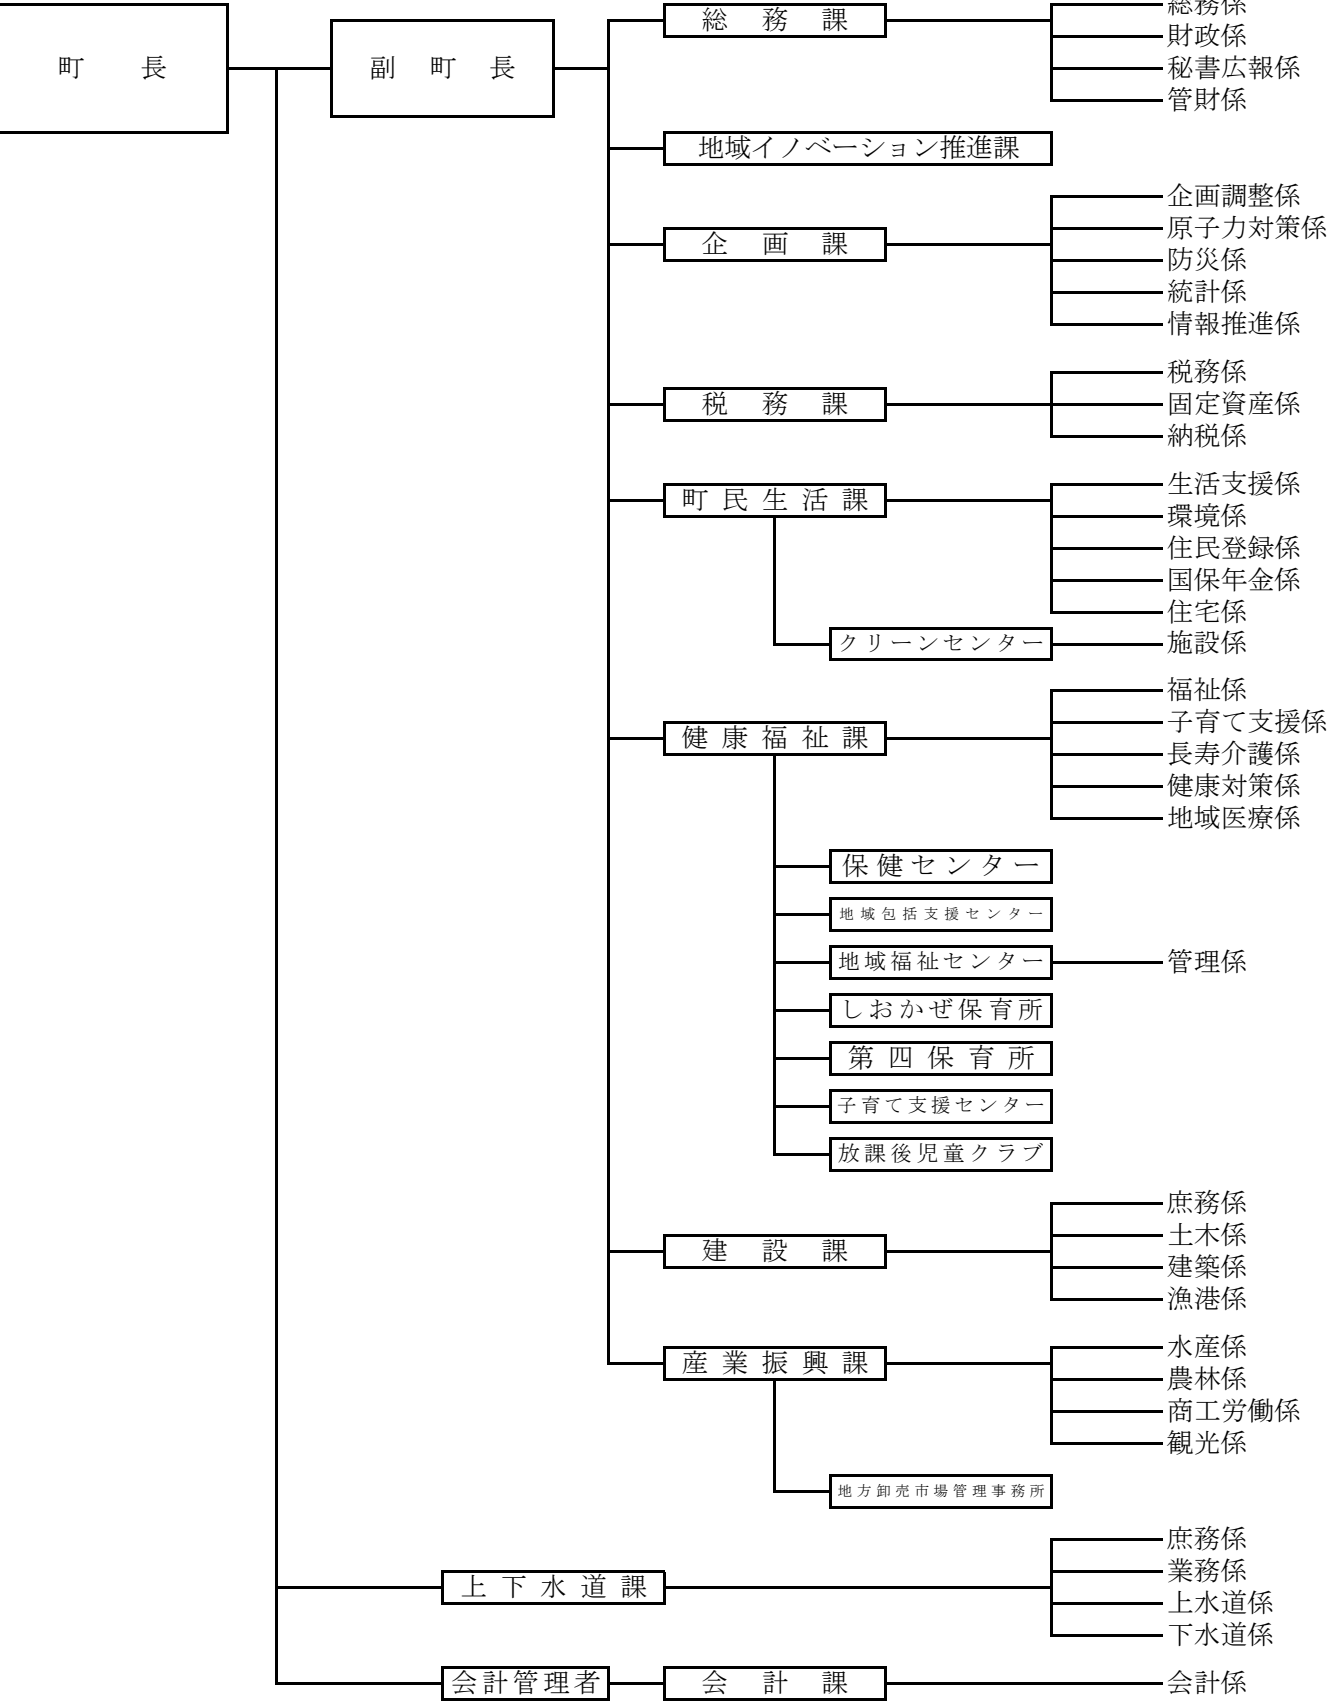 総務係
町長
副町長
総務課
財政係
秘書広報係
管財係
地域イノベーション推進課
企画課
企画調整係
原子力対策係
防災係
統計係
情報推進係
税務課
税務係
固定資産係
納税係
町民生活課
生活支援係
環境係
住民登録係
国保年金係
住宅係
クリーンセンター
施設係
健康福祉課
福祉係
子育て支援係
長寿介護係
健康対策係
地域医療係
保健センター
地域包括支援センター
地域福祉センター
管理係
しおかぜ保育所
第四保育所
子育て支援センター
放課後児童クラブ
建設課
庶務係
土木係
建築係
漁港係
産業振興課
水産係
農林係
商工労働係
観光係
地方卸売市場管理事務所
上下水道課
庶務係
業務係
上水道係
下水道係
会計管理者
会計課
会計係